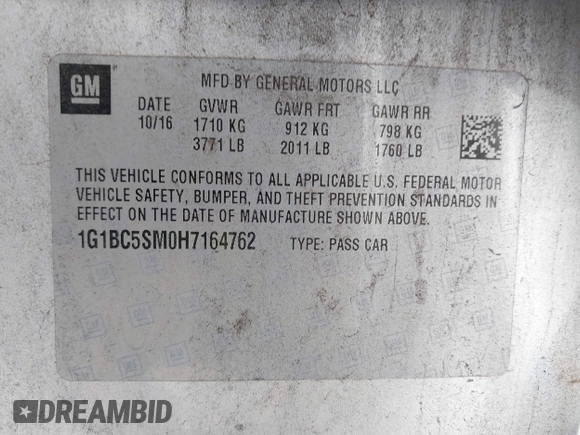 GM
MFD BY GENERAL MOTORS LLC
DATE GVWR GAWR FRT GAWR RR
10/16 1710 KG 912 KG 798 KG
3771 LB 2011 LB 1760 LB
THIS VEHICLE CONFORMS TO ALL APPLICABLE U.S. FEDERAL MOTOR
VEHICLE SAFETY, BUMPER, AND THEFT PREVENTION STANDARDS IN
EFFECT ON THE DATE OF MANUFACTURE SHOWN ABOVE.
1G1BC5SM0H7164762 TYPE: PASS CAR
DREAMBID